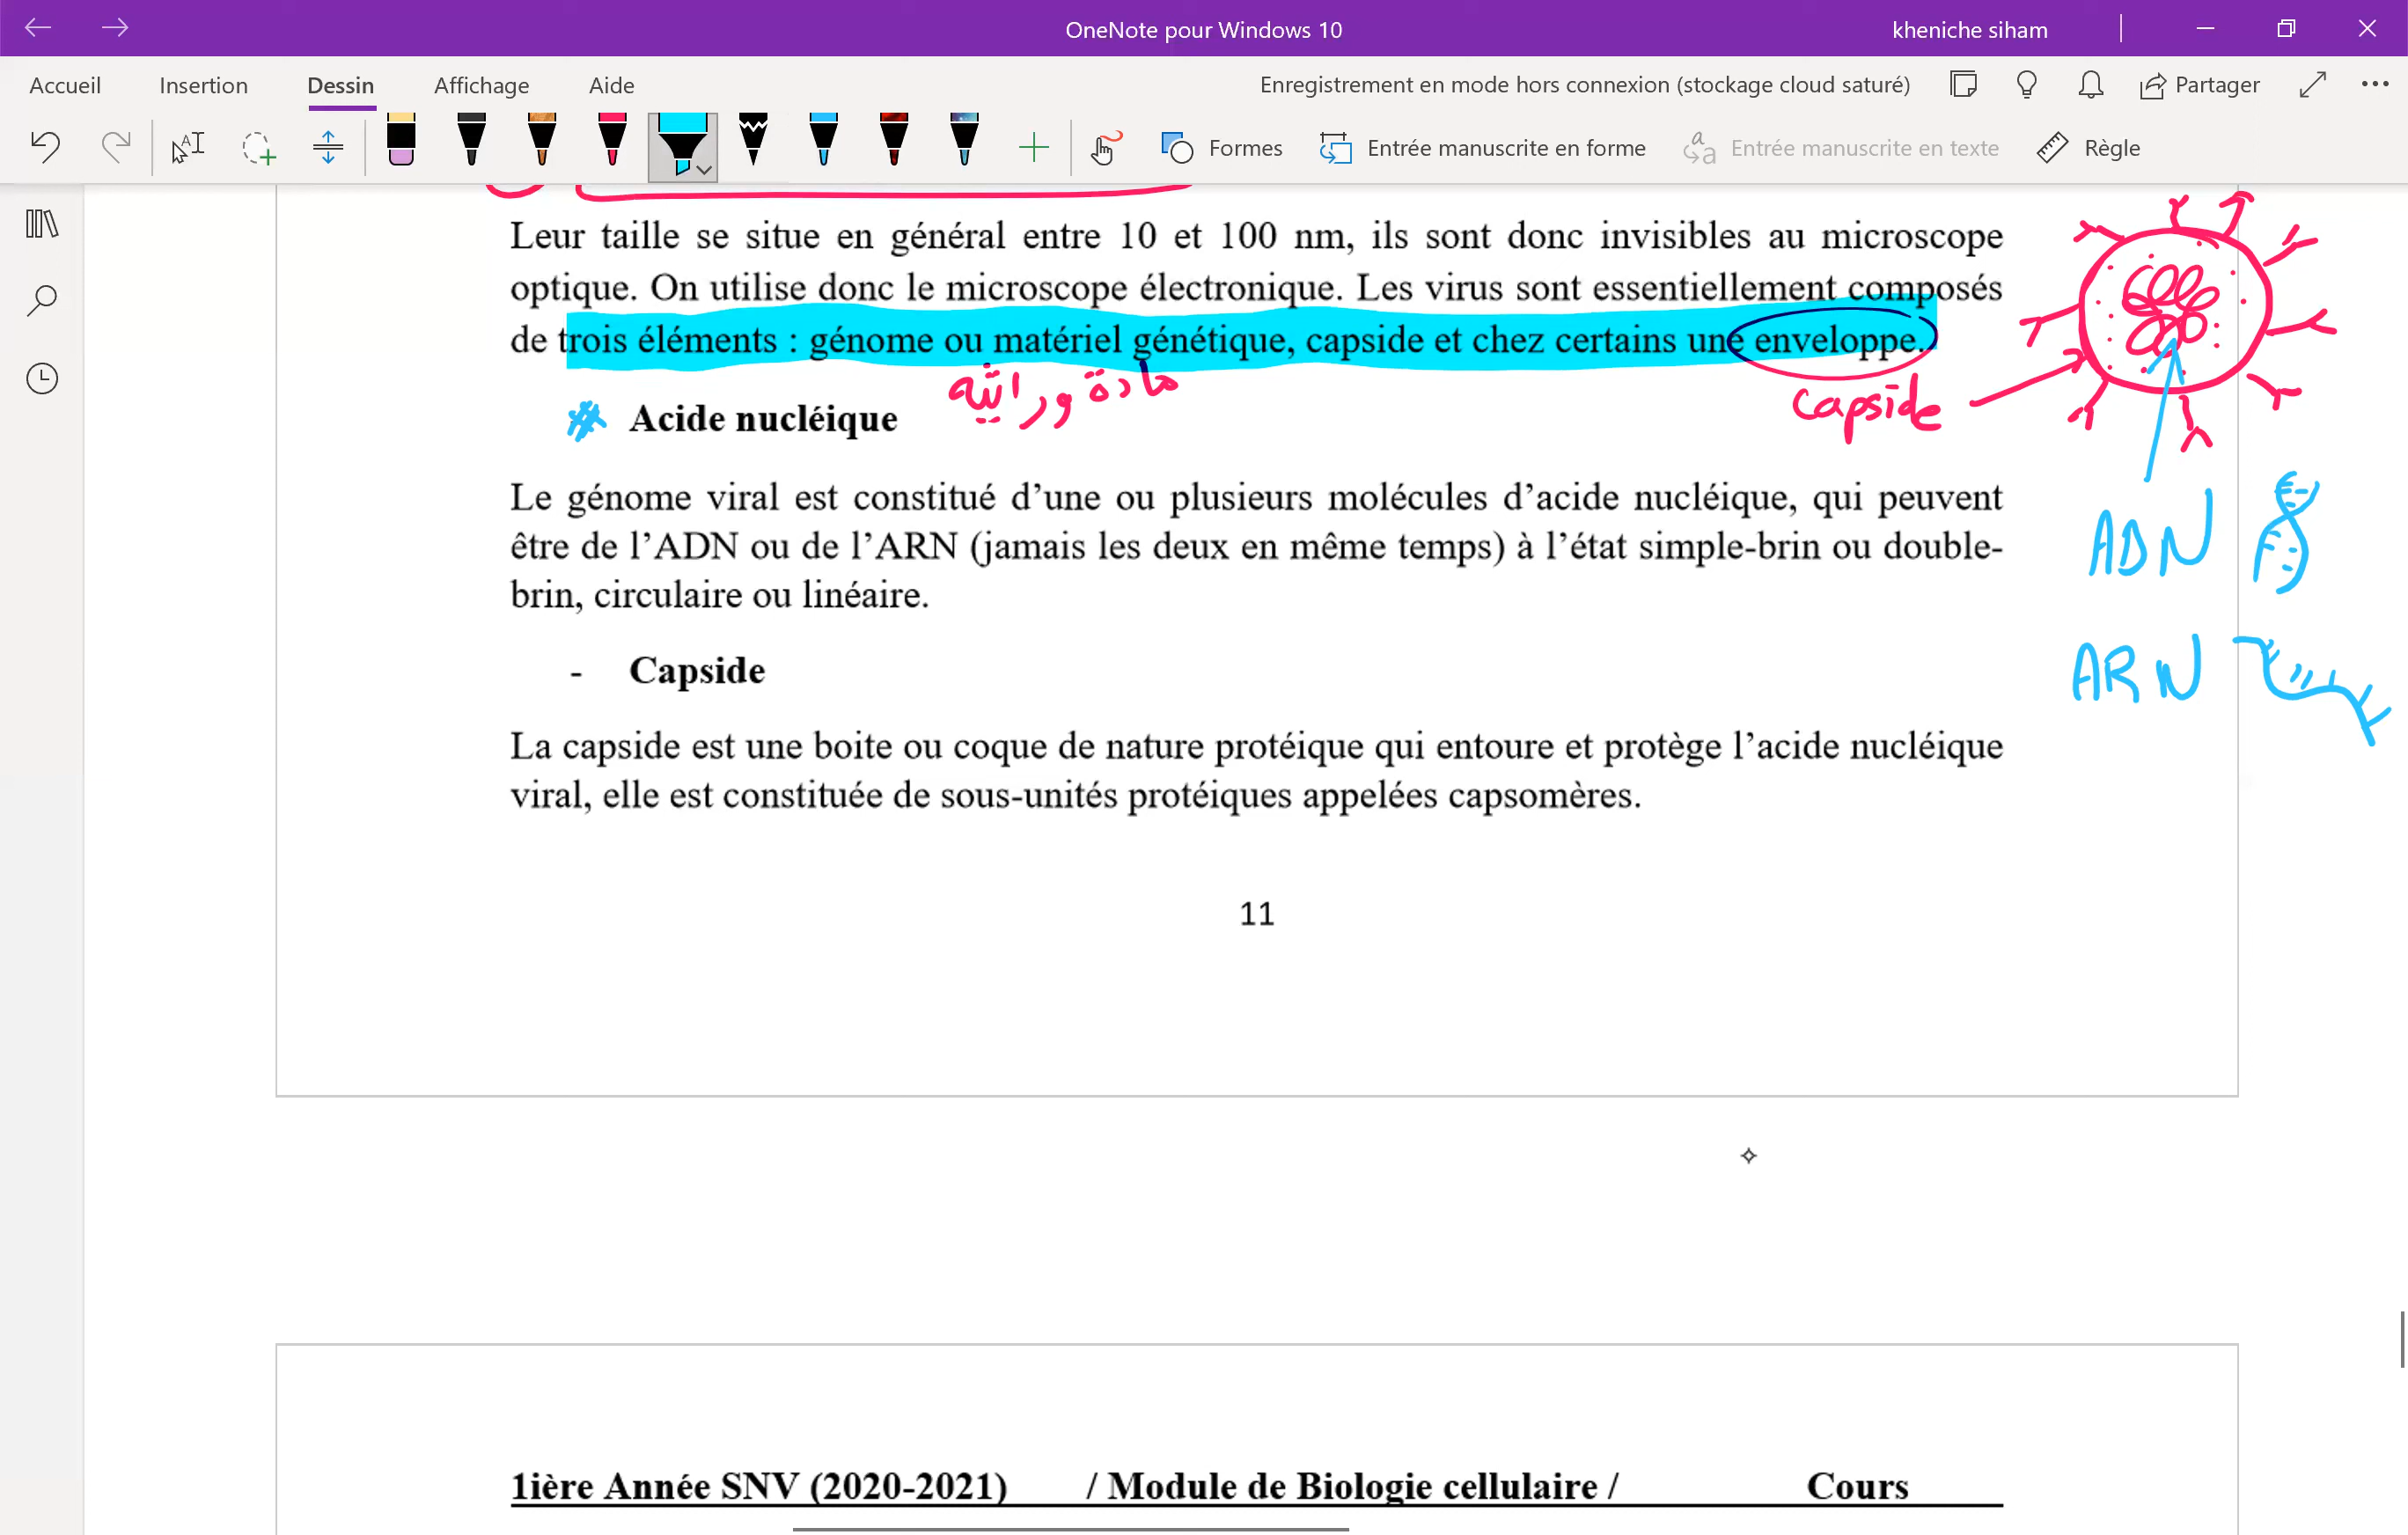 OneNote pour Windows 10
kheniche siham
Accueil Insertion Dessin Affichage Aide
Enregistrement en mode hors connexion (stockage cloud saturé)
Partager
Formes
Entrée manuscrite en forme
Entrée manuscrite en texte
Règle
Leur taille se situe en général entre 10 et 100 nm, ils sont donc invisibles au microscope
optique. On utilise donc le microscope électronique. Les virus sont essentiellement composés
de trois éléments : génome ou matériel génétique, capside et chez certains une enveloppe.
مادة وراثية
capside
Acide nucléique
Le génome viral est constitué d’une ou plusieurs molécules d’acide nucléique, qui peuvent
être de l’ADN ou de l’ARN (jamais les deux en même temps) à l’état simple-brin ou double-
brin, circulaire ou linéaire.
ADN
ARN
- Capside
La capside est une boite ou coque de nature protéique qui entoure et protège l’acide nucléique
viral, elle est constituée de sous-unités protéiques appelées capsomères.
11
1ière Année SNV (2020-2021) / Module de Biologie cellulaire / Cours